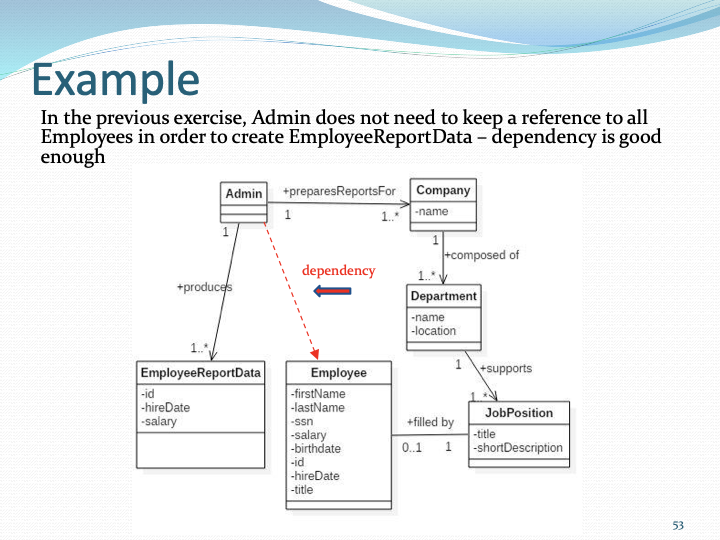 Example
In the previous exercise, Admin does not need to keep a reference to all
Employees in order to create EmployeeReportData – dependency is good
enough
Admin
+preparesReportsFor
1
1..*
Company
-name
1
+composed of
1..*
1
+produces
1..*
dependency
Department
-name
-location
1
+supports
1..*
EmployeeReportData
-id
-hireDate
-salary
Employee
-firstName
-lastName
-ssn
-salary
-birthdate
-id
-hireDate
-title
+filled by
0..1
1
JobPosition
-title
-shortDescription
53